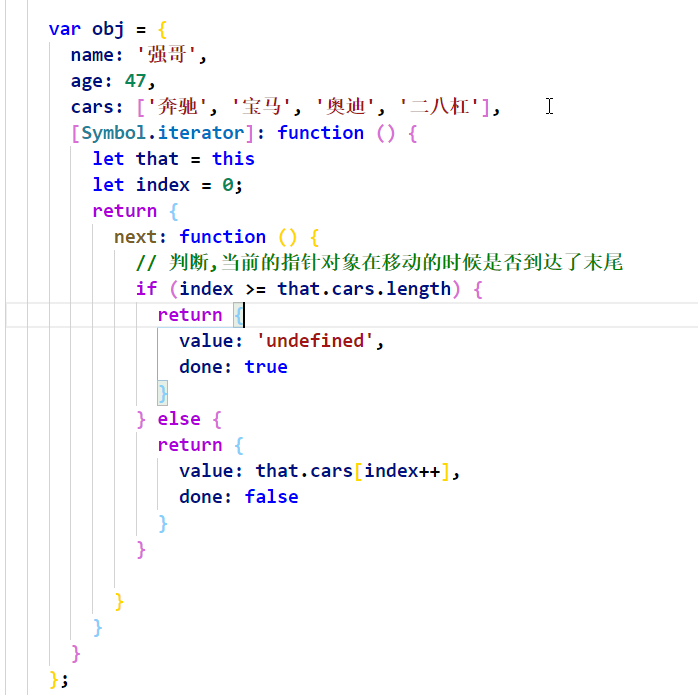 var obj = {
name: '强哥',
age: 47,
cars: ['奔驰', '宝马', '奥迪', '二八杠'],
[Symbol.iterator]: function () {
let that = this
let index = 0;
return {
next: function () {
// 判断,当前的指针对象在移动的时候是否到达了末尾
if (index >= that.cars.length) {
return {
value: 'undefined',
done: true
}
} else {
return {
value: that.cars[index++],
done: false
}
}
}
}
}
};